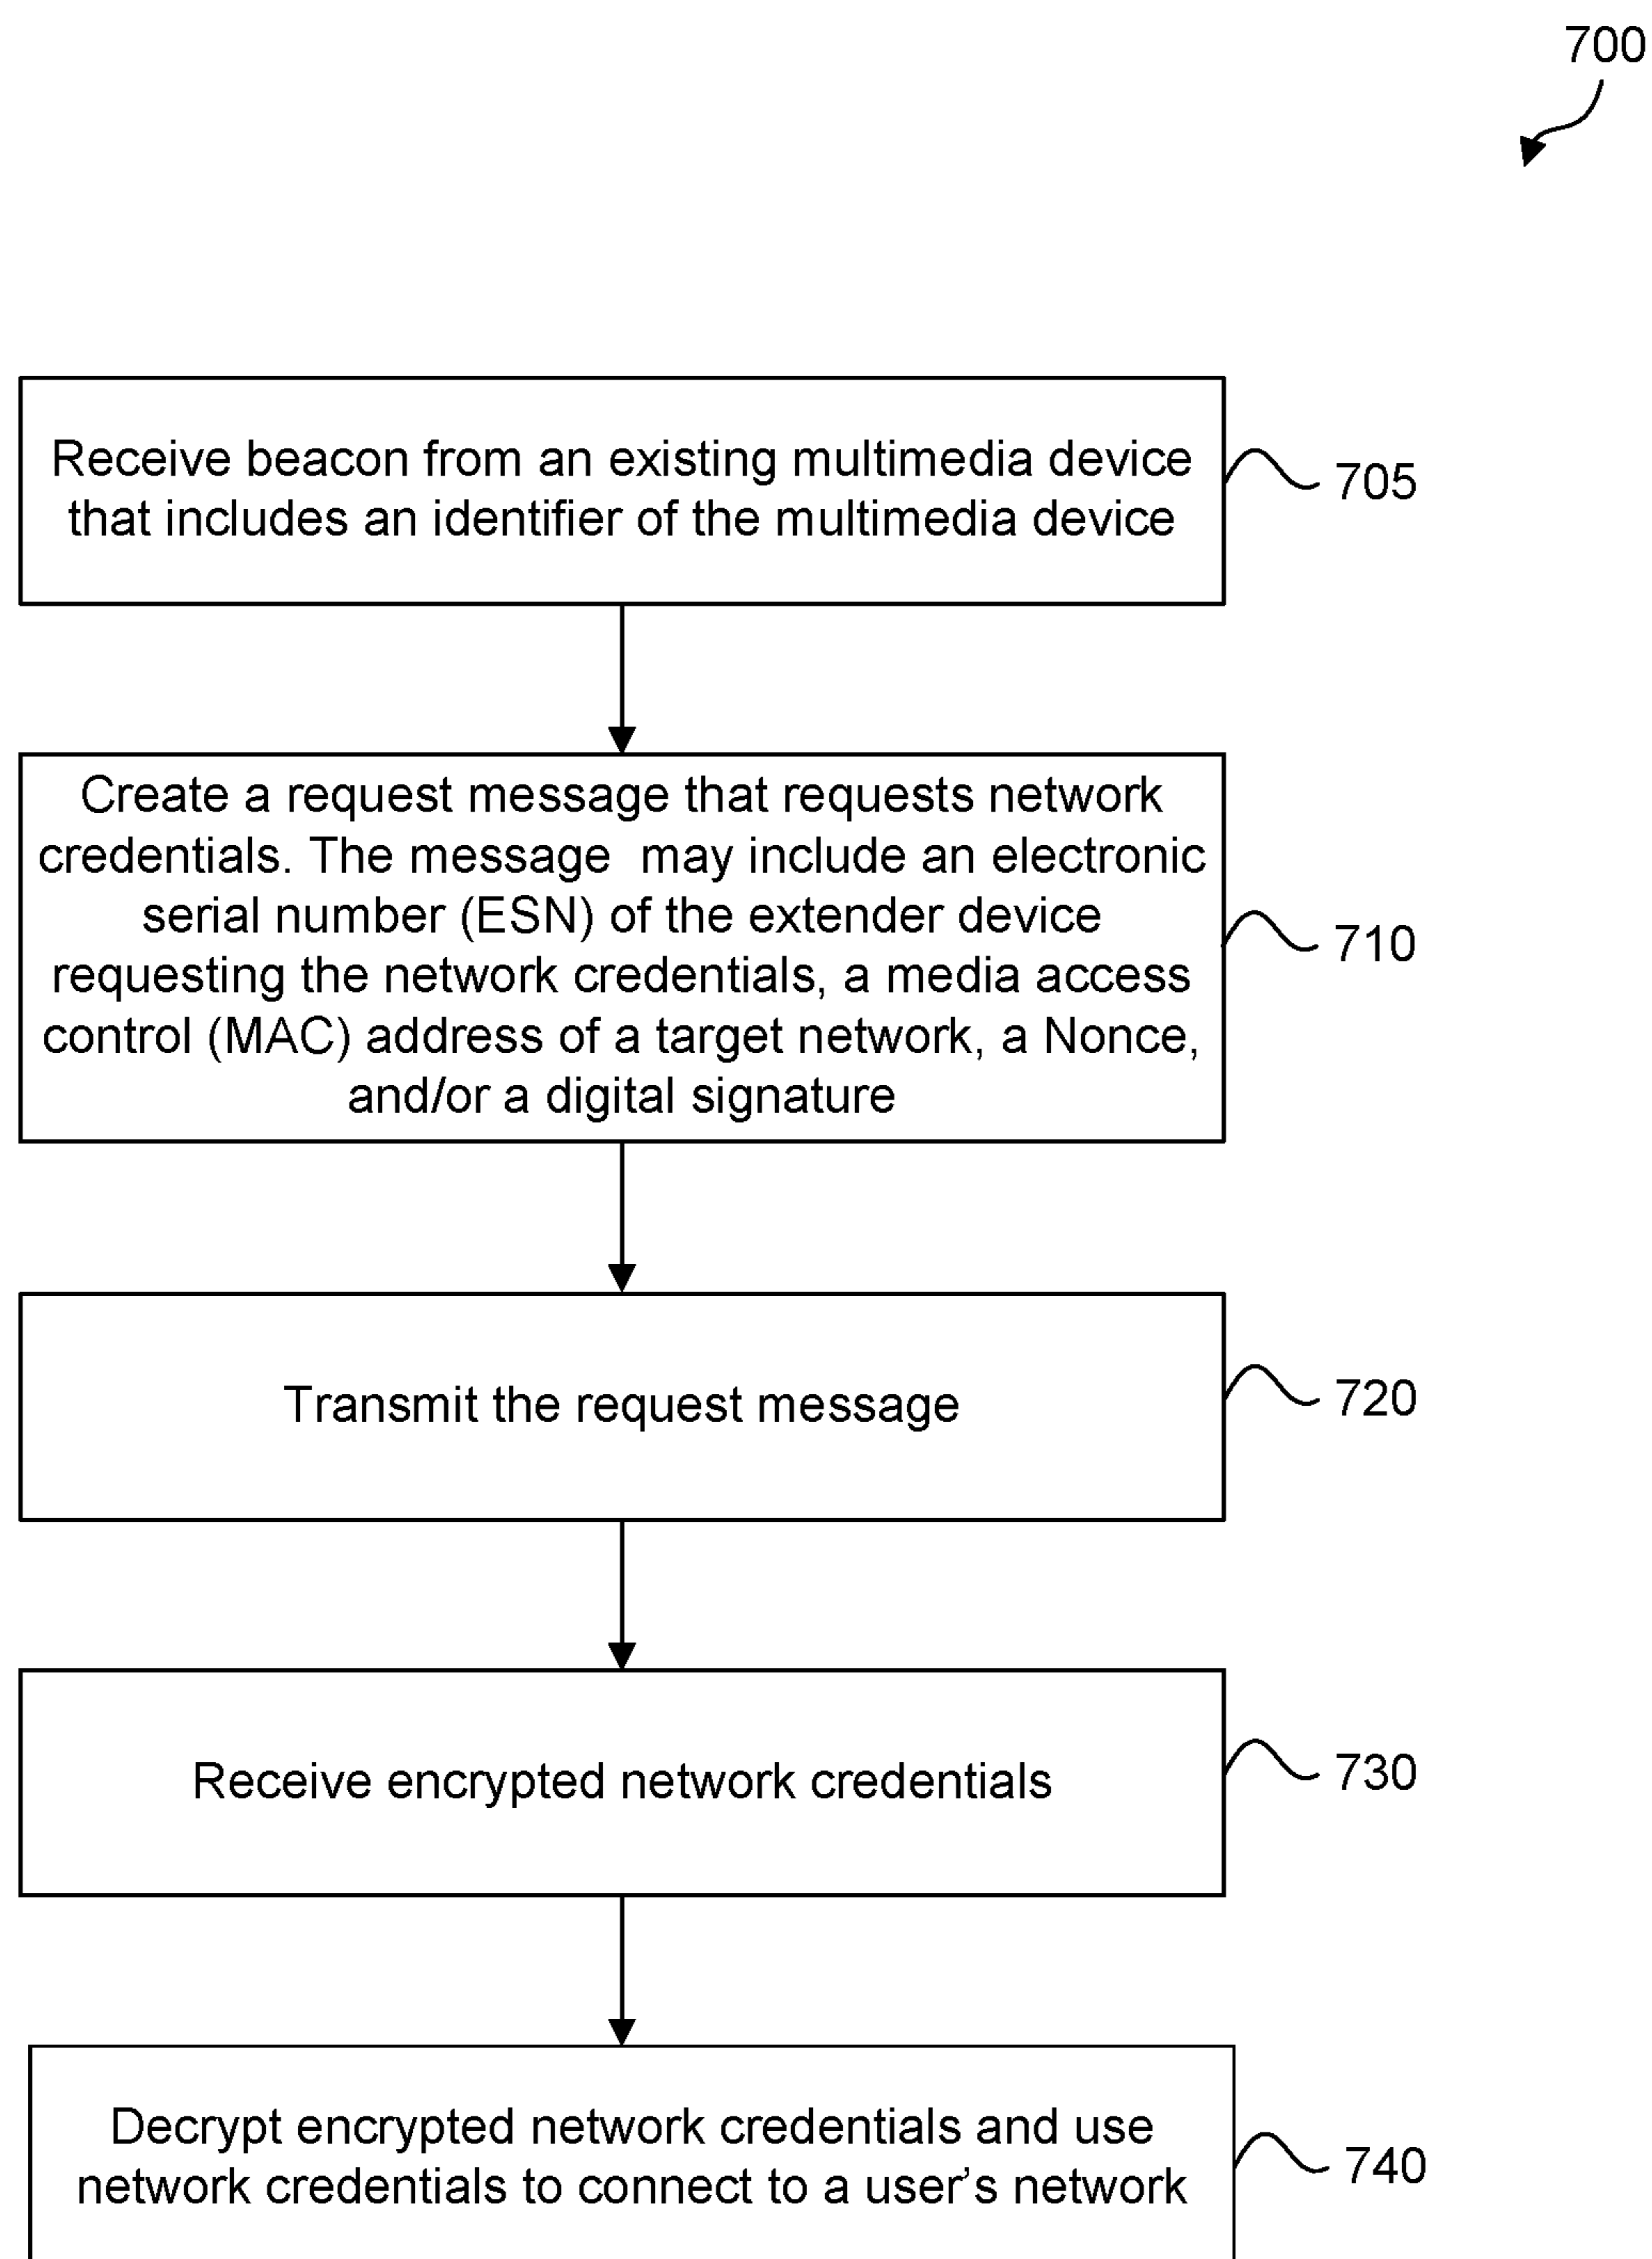 700
Receive beacon from an existing multimedia device
that includes an identifier of the multimedia device
705
Create a request message that requests network
credentials. The message may include an electronic
serial number (ESN) of the extender device
requesting the network credentials, a media access
control (MAC) address of a target network, a Nonce,
and/or a digital signature
710
Transmit the request message
720
Receive encrypted network credentials
730
Decrypt encrypted network credentials and use
network credentials to connect to a user’s network
740